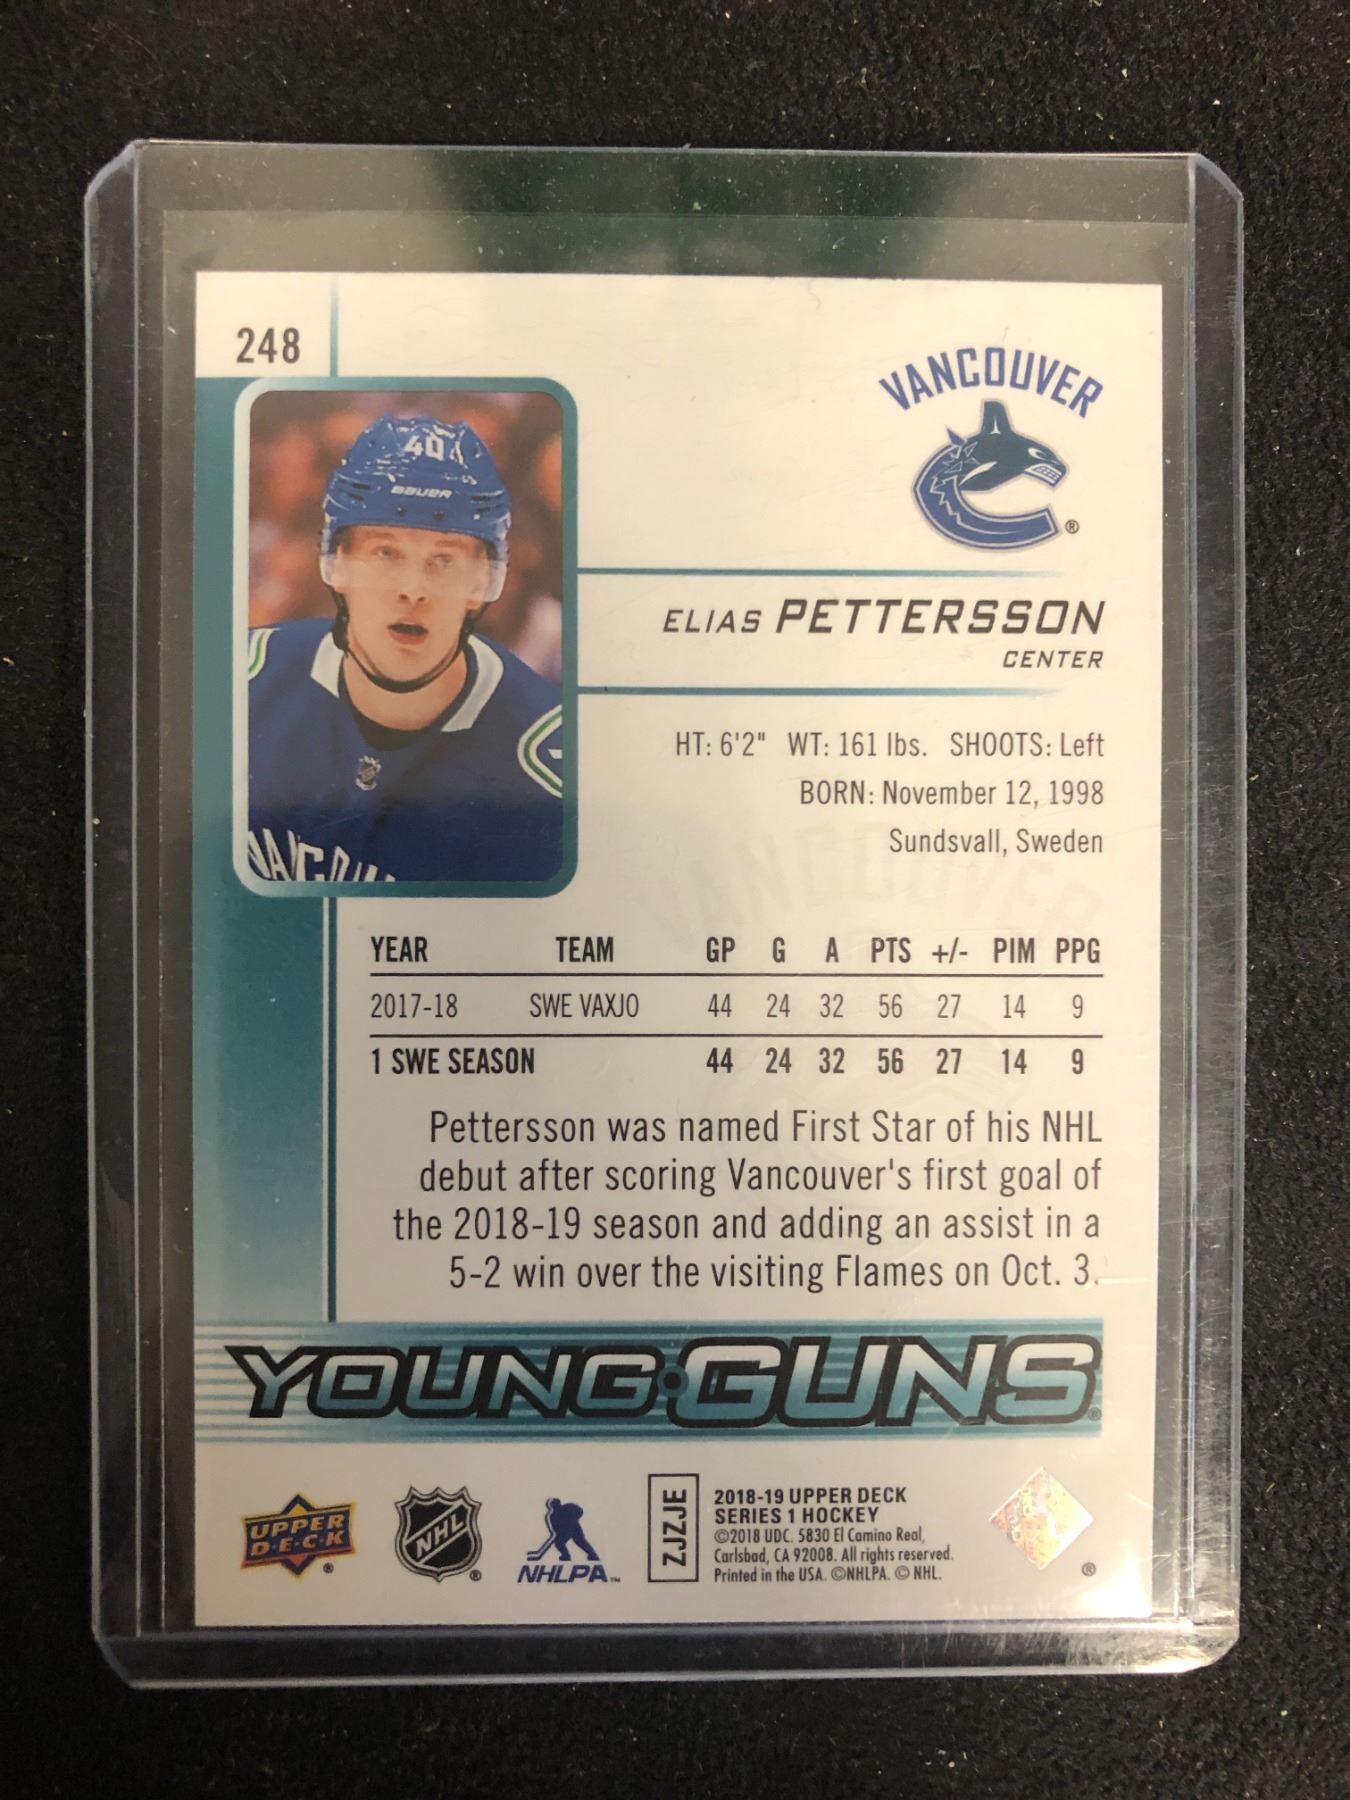 248
VANCOUVER
®
40
BAUER
VANCOUVER
ELIAS PETTERSSON
CENTER
HT: 6'2" WT: 161 lbs. SHOOTS: Left
BORN: November 12, 1998
Sundsvall, Sweden
YEAR TEAM GP G A PTS +/- PIM PPG
2017-18 SWE VAXJO 44 24 32 56 27 14 9
1 SWE SEASON 44 24 32 56 27 14 9
Pettersson was named First Star of his NHL
debut after scoring Vancouver's first goal of
the 2018-19 season and adding an assist in a
5-2 win over the visiting Flames on Oct. 3.
YOUNG GUNS®
UPPER
D·E·C·K®
NHL®
NHLPA™
ZJZJE
2018-19 UPPER DECK
SERIES 1 HOCKEY
©2018 UDC. 5830 El Camino Real,
Carlsbad, CA 92008. All rights reserved.
Printed in the USA. ©NHLPA. © NHL.
®